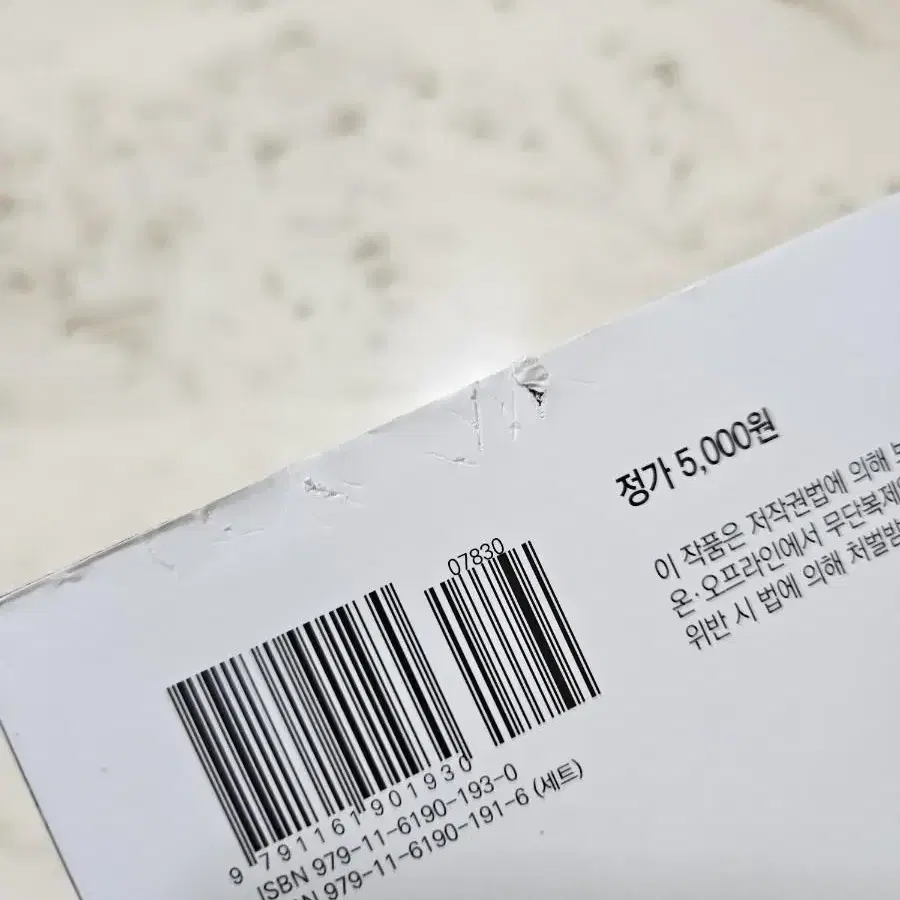 정가 5,000원
이 작품은 저작권법에 의해
온·오프라인에서 무단복제
위반 시 법에 의해 처벌받
07830
9 791161 901930
ISBN 979-11-6190-193-0
979-11-6190-191-6 (세트)